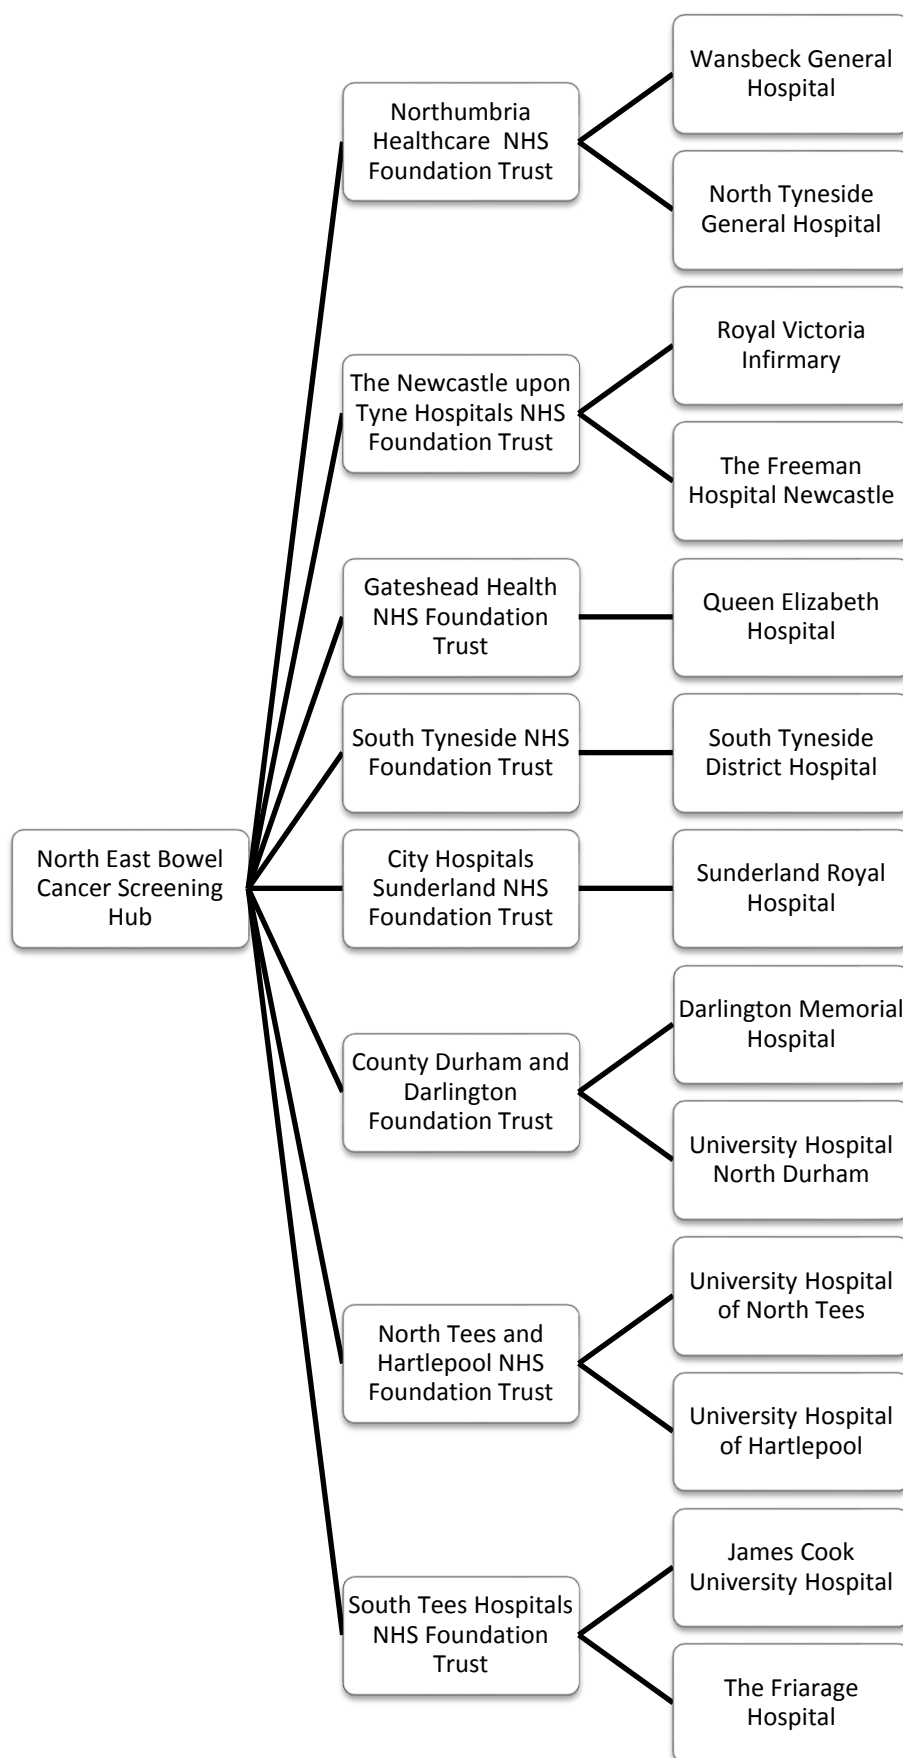 Wansbeck General
Hospital
Northumbria
Healthcare  NHS
Foundation Trust
North Tyneside
General Hospital
Royal Victoria
Infirmary
The Newcastle upon
Tyne Hospitals NHS
Foundation Trust
The Freeman
Hospital Newcastle
Gateshead Health
NHS Foundation
Trust
Queen Elizabeth
Hospital
South Tyneside NHS
Foundation Trust
South Tyneside
District Hospital
North East Bowel
Cancer Screening
Hub
City Hospitals
Sunderland NHS
Foundation Trust
Sunderland Royal
Hospital
Darlington Memorial
Hospital
County Durham and
Darlington
Foundation Trust
University Hospital
North Durham
University Hospital
of North Tees
North Tees and
Hartlepool NHS
Foundation Trust
University Hospital
of Hartlepool
James Cook
University Hospital
South Tees Hospitals
NHS Foundation
Trust
The Friarage
Hospital